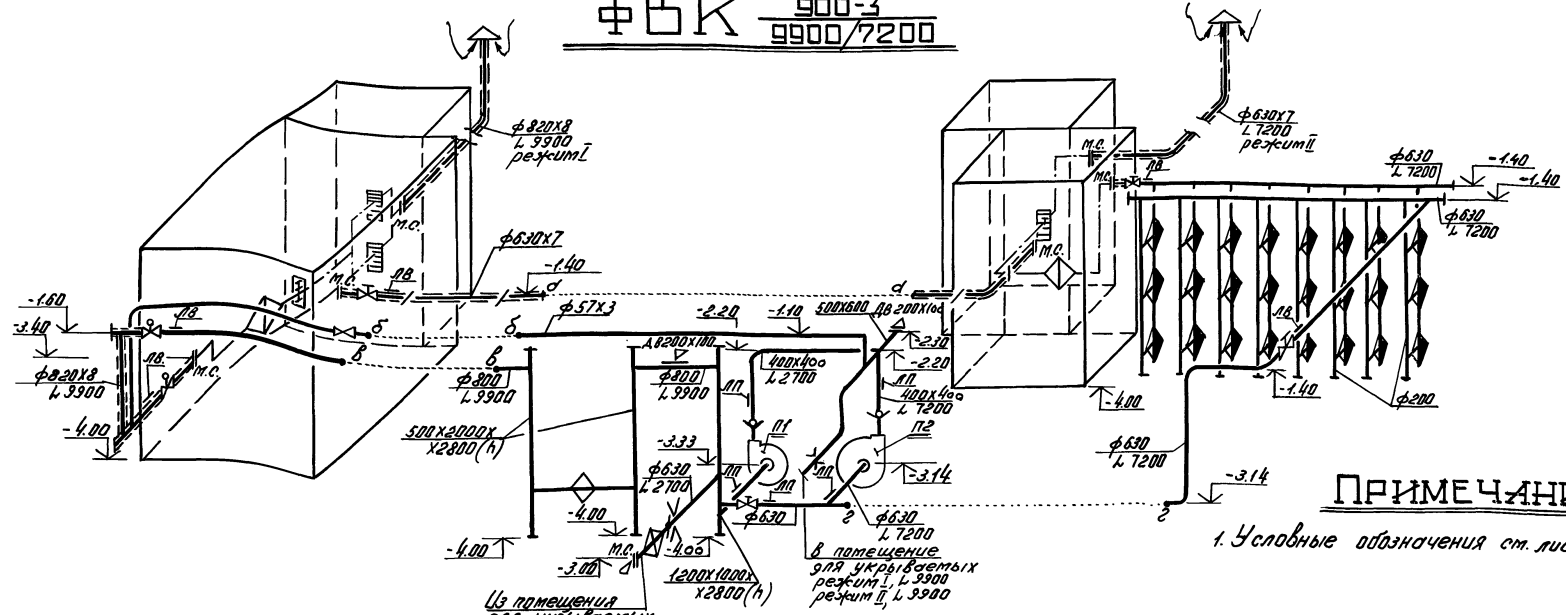 ФВК 900-3
9900/7200
ф820х8
L 9900
режим I
ф630х7
L 7200
режим II
м.с.
м.с.
ЛВ
ф630
L 7200
-1.40
-1.40
ф630
L 7200
м.с.
ф630х7
м.с.
ЛВ
-1.40
а
а
м.с.
500х600
ДВ 200х100
-1.60
-3.40
ЛВ
б
б
ф57х3
-2.20
-1.10
-2.30
-2.20
в
в
ДВ200х100
400х400
L 2700
ЛВ
м.с.
ф820х8
L 9900
ф800
L 9900
ф800
L 9900
ЛП
ЛП
400х400
L 7200
ЛВ
-1.40
-4.00
ф200
-4.00
500х2000х
х2800(h)
-3.33
П1
П2
-3.14
ф630
L 2700
ЛП
ЛП
ЛП
ф630
L 7200
-3.14
-4.00
-4.00
-4.00
-3.00
м.с.
ф630
г
ф630
L 7200
г
ПРИМЕЧАНИ
1. Условные обозначения см. лис
1200х1000х
х2800(h)
в помещение
для укрываемых
режим I, L 9900
режим II, L 9900
Из помещения